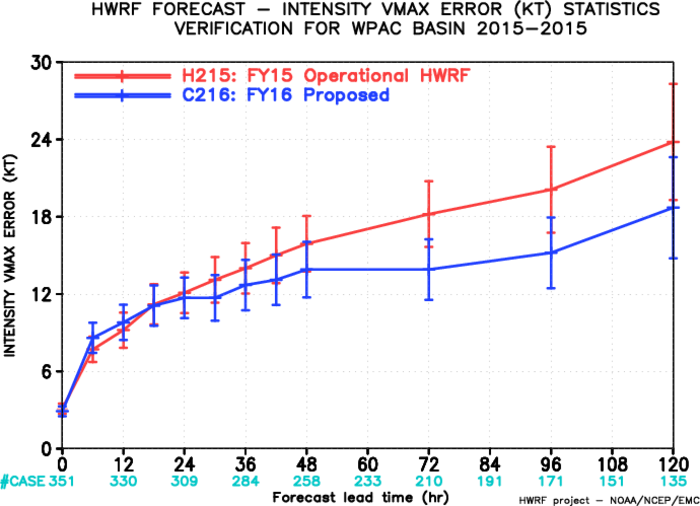 HWRF FORECAST – INTENSITY VMAX ERROR (KT) STATISTICS
VERIFICATION FOR WPAC BASIN 2015–2015
H215: FY15 Operational HWRF
C216: FY16 Proposed
INTENSITY VMAX ERROR (KT)
30
24
18
12
6
0
0 12 24 36 48 60 72 84 96 108 120
#CASE 351 330 309 284 258 233 210 191 171 151 135
Forecast lead time (hr)
HWRF project – NOAA/NCEP/EMC